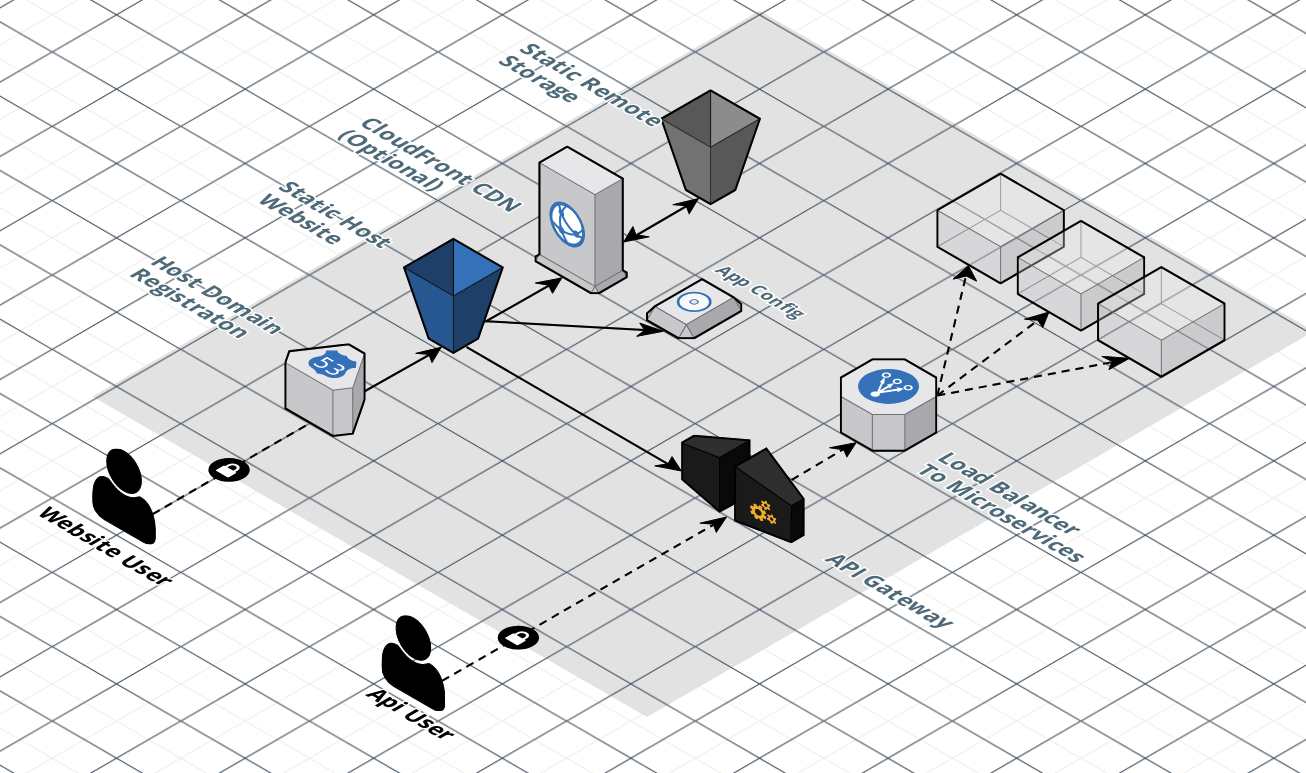 Static Remote
Storage
CloudFront CDN
(Optional)
Static Host
Website
Host-Domain
Registraton
53
App Config
Website User
Load Balancer
To Microservices
API Gateway
Api User